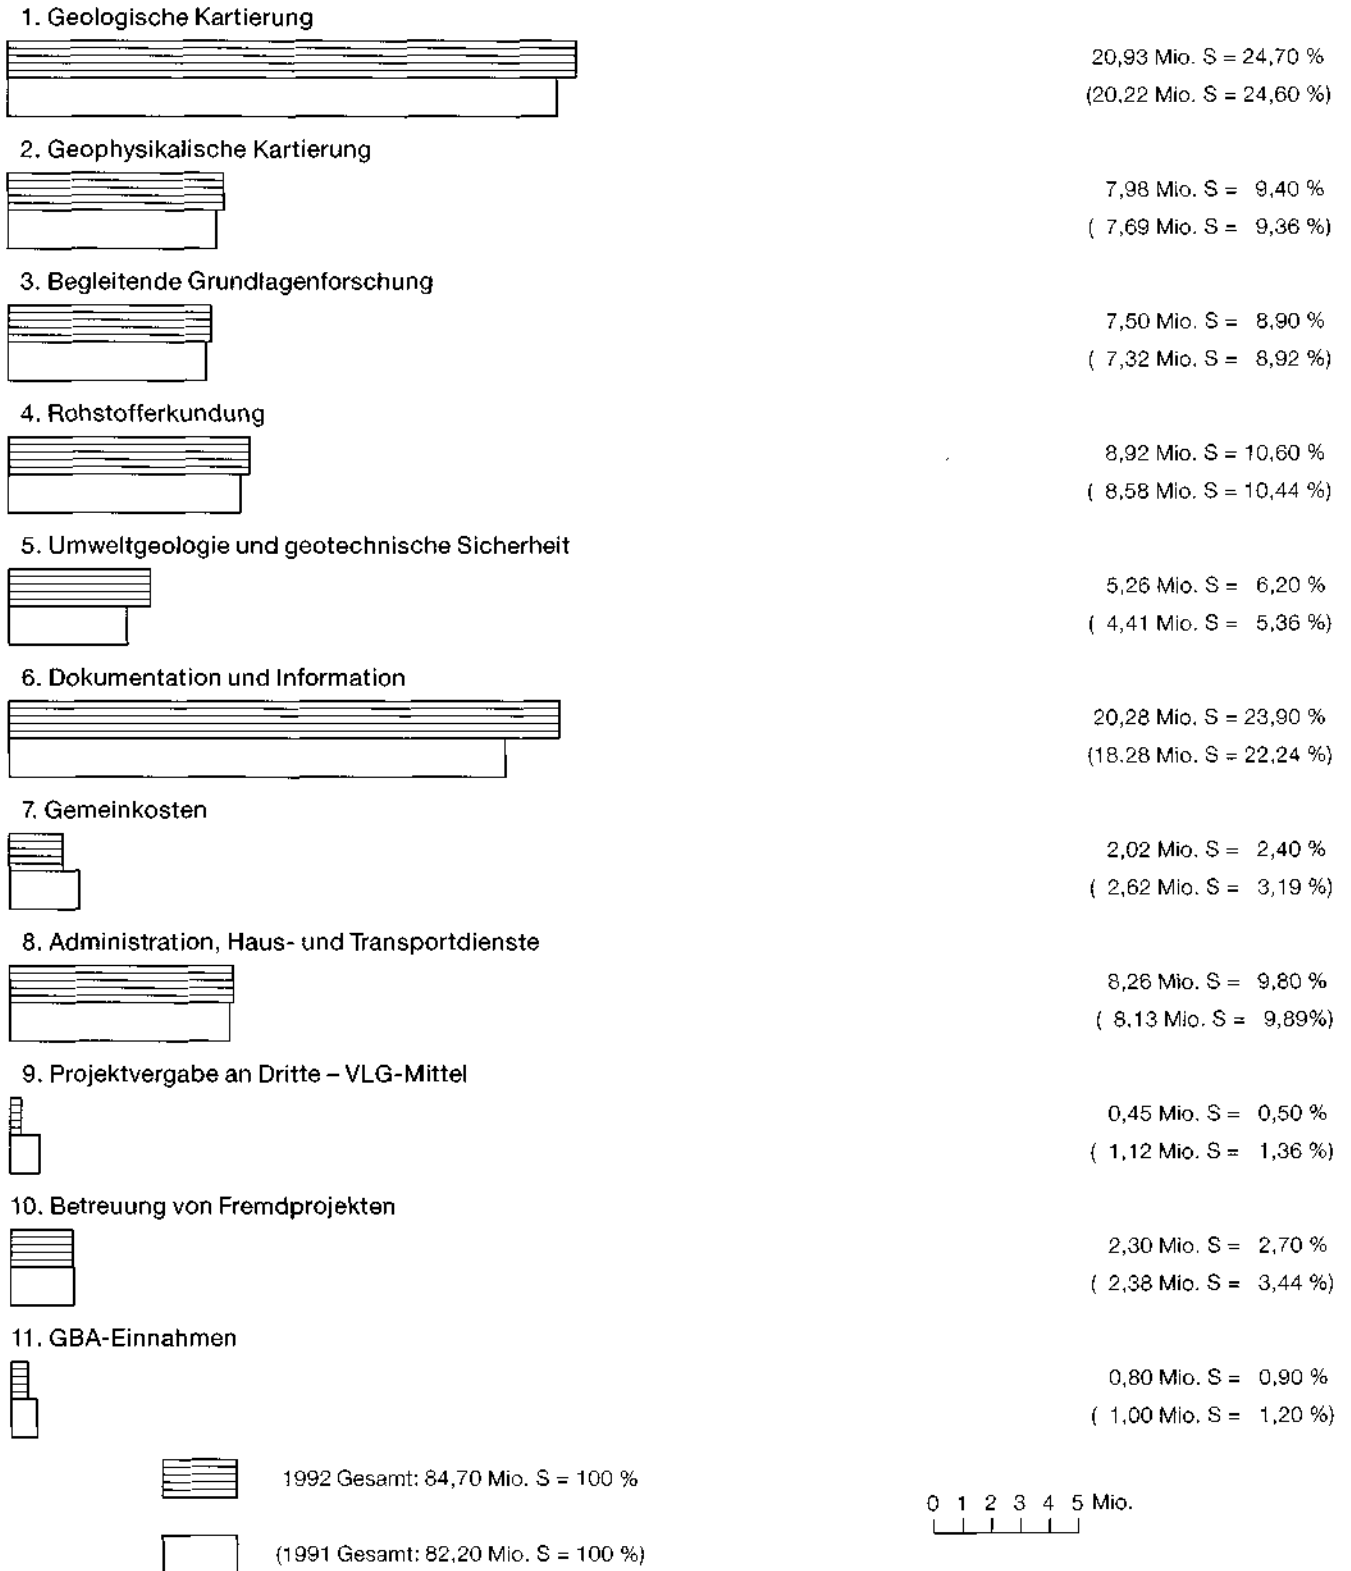 1. Geologische Kartierung
20,93 Mio. S = 24,70 %
(20,22 Mio. S = 24,60 %)
2. Geophysikalische Kartierung
7,98 Mio. S = 9,40 %
( 7,69 Mio. S = 9,36 %)
3. Begleitende Grundlagenforschung
7,50 Mio. S = 8,90 %
( 7,32 Mio. S = 8,92 %)
4. Rohstofferkundung
8,92 Mio. S = 10,60 %
( 8,58 Mio. S = 10,44 %)
5. Umweltgeologie und geotechnische Sicherheit
5,26 Mio. S = 6,20 %
( 4,41 Mio. S = 5,36 %)
6. Dokumentation und Information
20,28 Mio. S = 23,90 %
(18.28 Mio. S = 22,24 %)
7. Gemeinkosten
2,02 Mio. S = 2,40 %
( 2,62 Mio. S = 3,19 %)
8. Administration, Haus- und Transportdienste
8,26 Mio. S = 9,80 %
( 8,13 Mio. S = 9,89%)
9. Projektvergabe an Dritte – VLG-Mittel
0,45 Mio. S = 0,50 %
( 1,12 Mio. S = 1,36 %)
10. Betreuung von Fremdprojekten
2,30 Mio. S = 2,70 %
( 2,38 Mio. S = 3,44 %)
11. GBA-Einnahmen
0,80 Mio. S = 0,90 %
( 1,00 Mio. S = 1,20 %)
1992 Gesamt: 84,70 Mio. S = 100 %
0 1 2 3 4 5 Mio.
(1991 Gesamt: 82,20 Mio. S = 100 %)